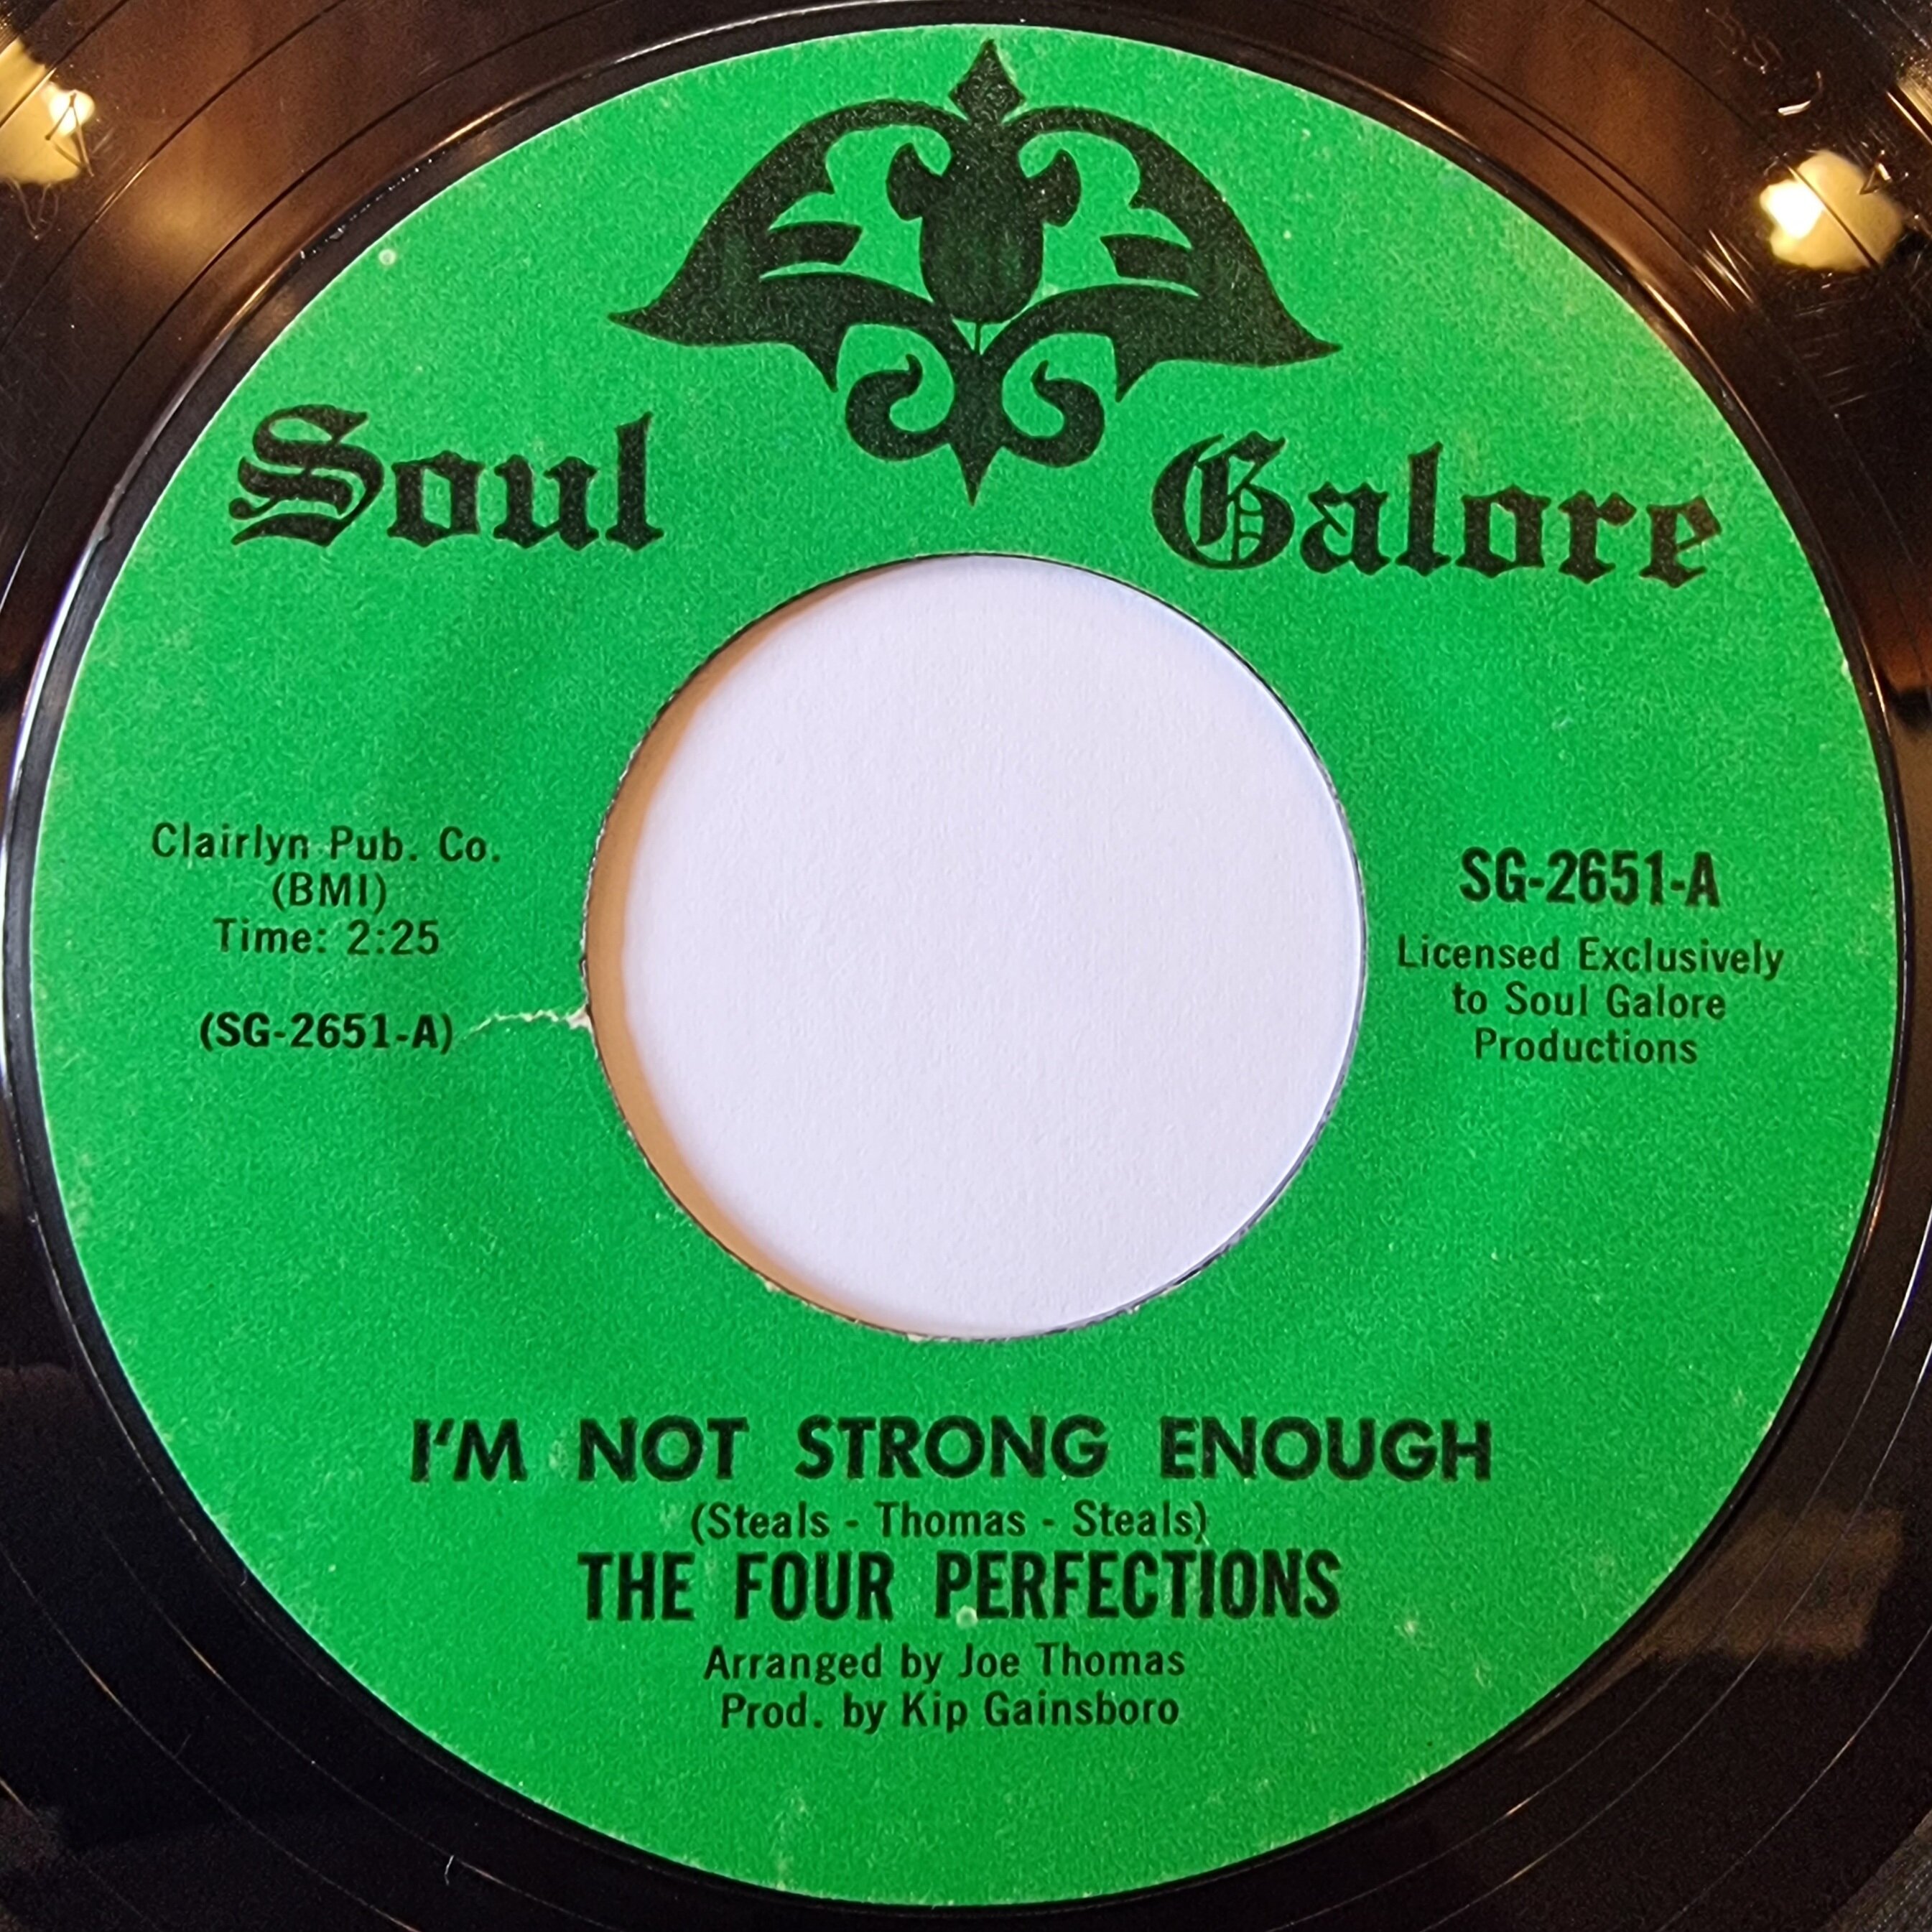 Soul Galore
Clairlyn Pub. Co.
(BMI)
Time: 2:25
(SG-2651-A)
SG-2651-A
Licensed Exclusively
to Soul Galore
Productions
I'M NOT STRONG ENOUGH
(Steals - Thomas - Steals)
THE FOUR PERFECTIONS
Arranged by Joe Thomas
Prod. by Kip Gainsboro